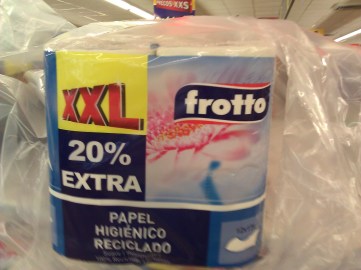 XXL
frotto
20%
EXTRA
PAPEL
HIGIÉNICO
RECICLADO